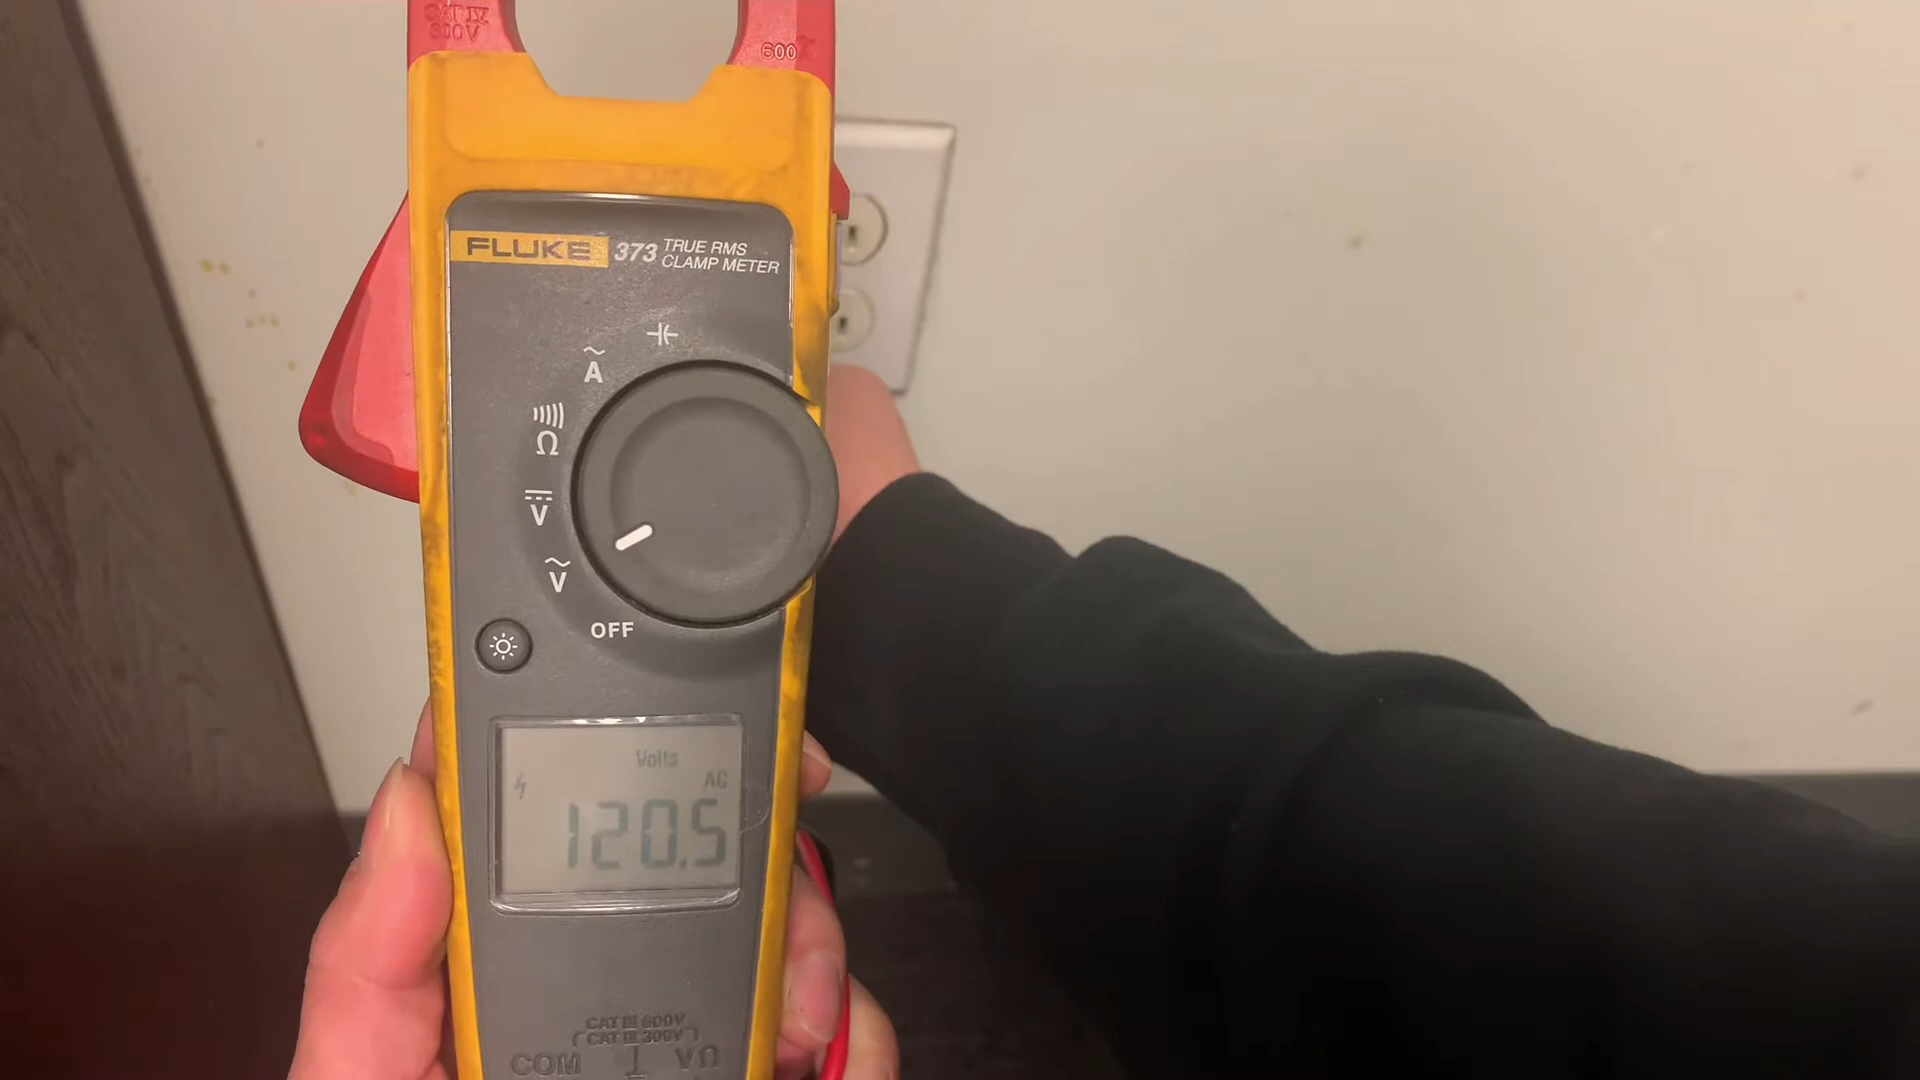 CAT IV
300V
600
FLUKE 373 TRUE RMS
CLAMP METER
A
Ω
V
V
OFF
Volts
AC
120.5
CAT III 600V
CAT III 300V
COM VΩ